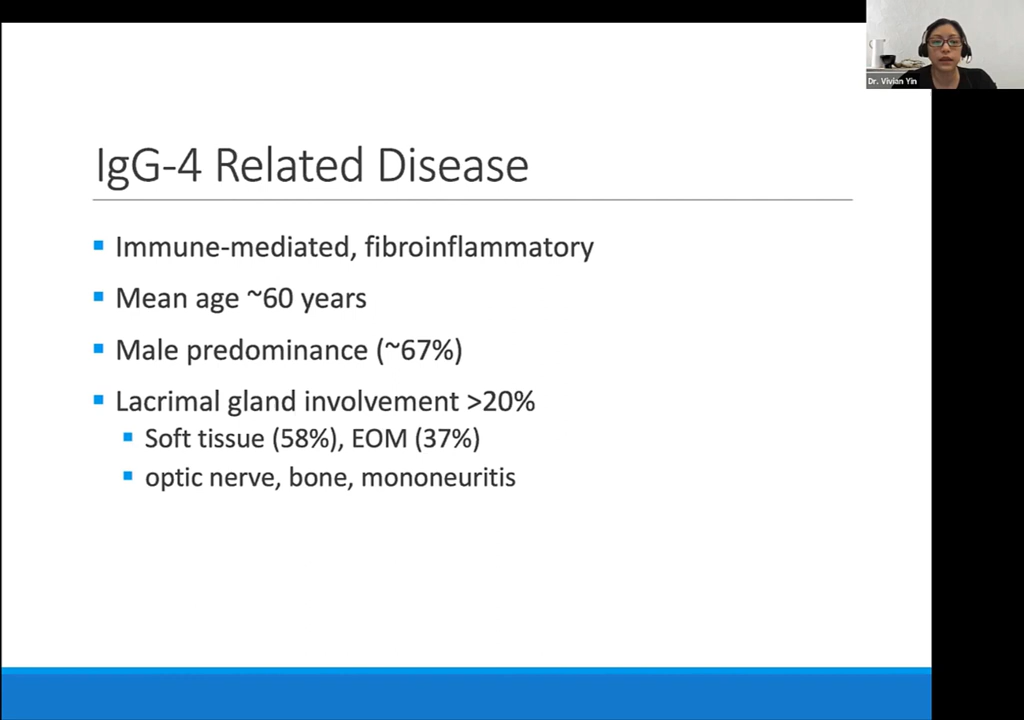 Dr. Vivian Yin
IgG-4 Related Disease
Immune-mediated, fibroinflammatory
Mean age ~60 years
Male predominance (~67%)
Lacrimal gland involvement >20%
Soft tissue (58%), EOM (37%)
optic nerve, bone, mononeuritis